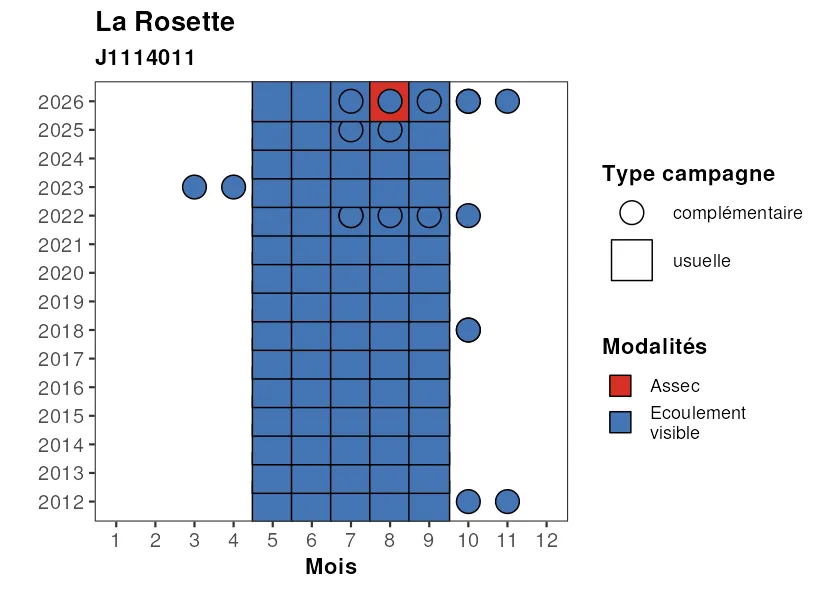 La Rosette
J1114011
2026
2025
2024
2023
2022
2021
2020
2019
2018
2017
2016
2015
2014
2013
2012
1 2 3 4 5 6 7 8 9 10 11 12
Mois
Type campagne
complémentaire
usuelle
Modalités
Assec
Ecoulement
visible